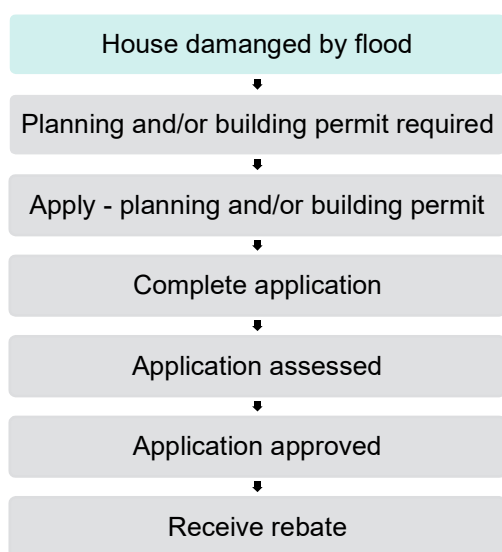 House damanged by flood
Planning and/or building permit required
Apply - planning and/or building permit
Complete application
Application assessed
Application approved
Receive rebate